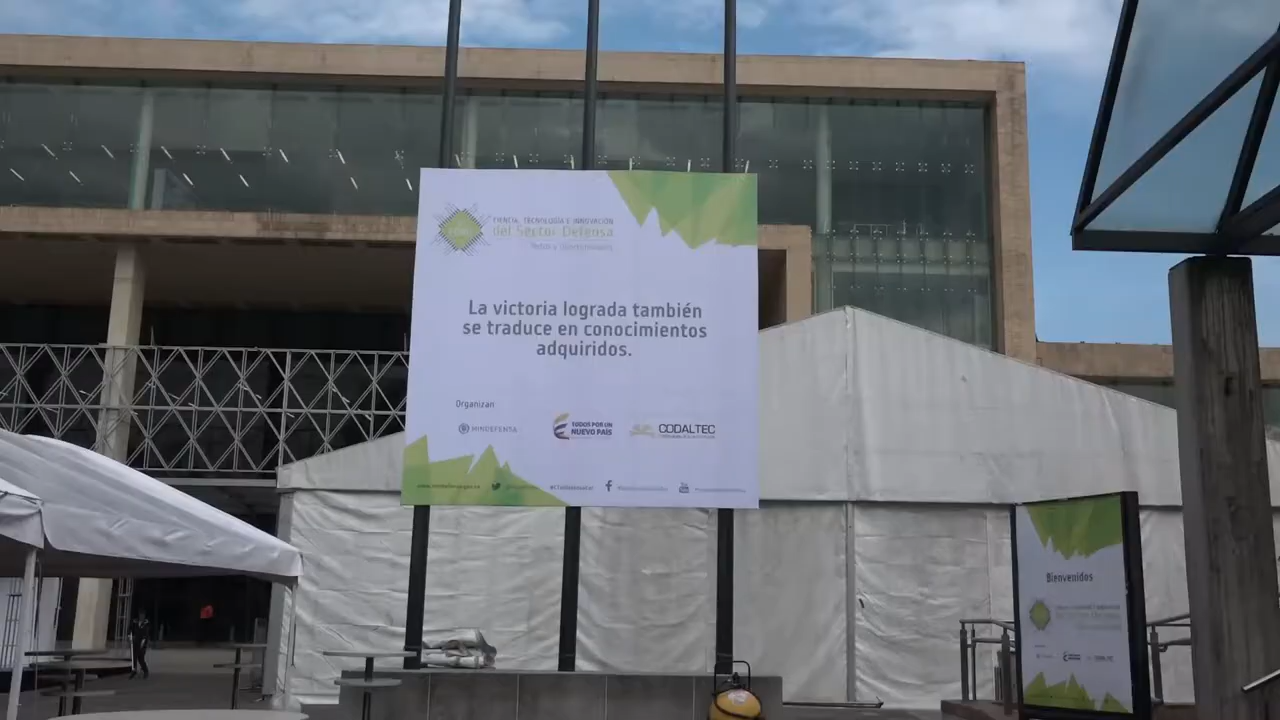 CIENCIA, TECNOLOGÍA E INNOVACIÓN
del Sector Defensa
La victoria lograda también
se traduce en conocimientos
adquiridos.
Organizan
MINDEFENSA
TODOS POR UN
NUEVO PAÍS
CODALTEC
Bienvenidos